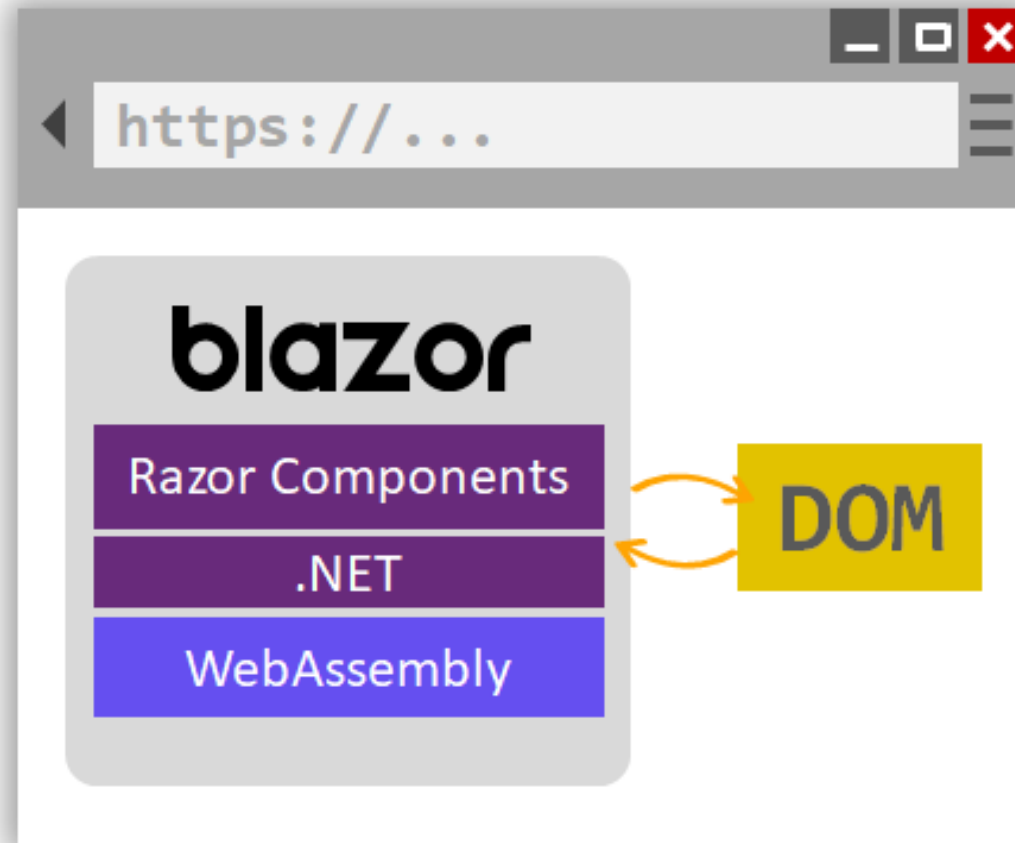 https://...
blazor
Razor Components
.NET
WebAssembly
DOM